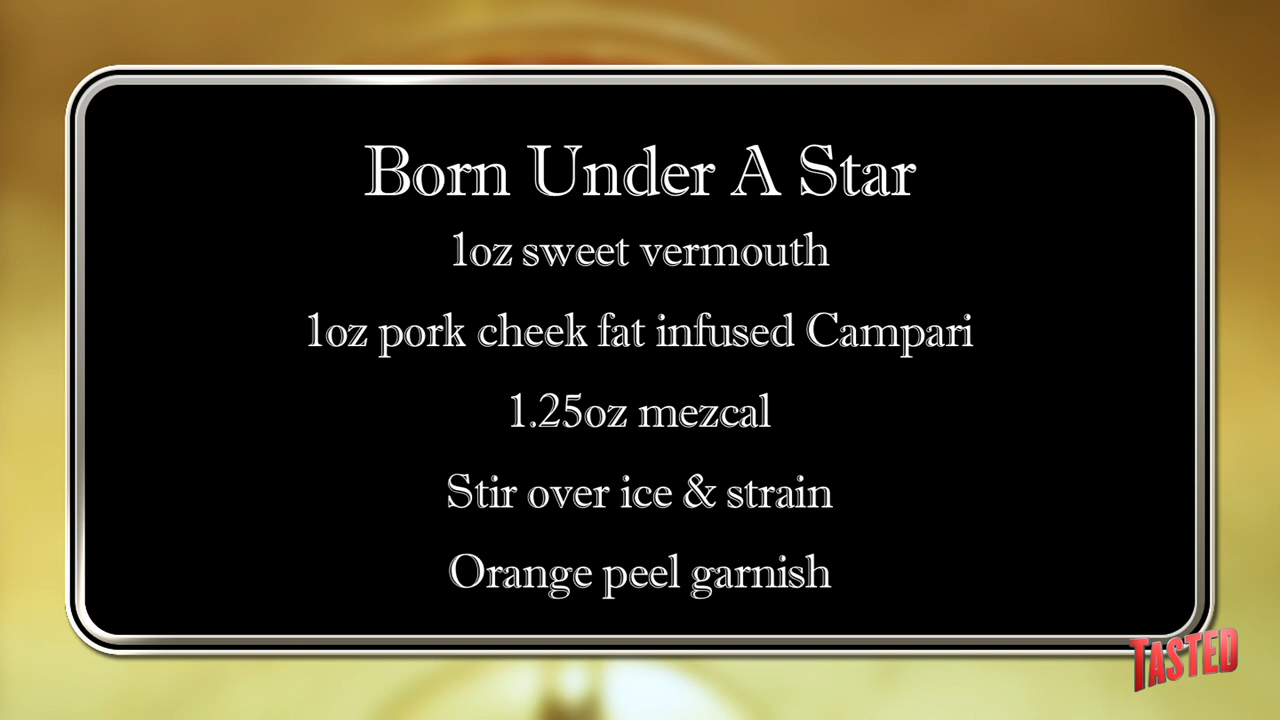 Born Under A Star
1oz sweet vermouth
1oz pork cheek fat infused Campari
1.25oz mezcal
Stir over ice & strain
Orange peel garnish
TASTED